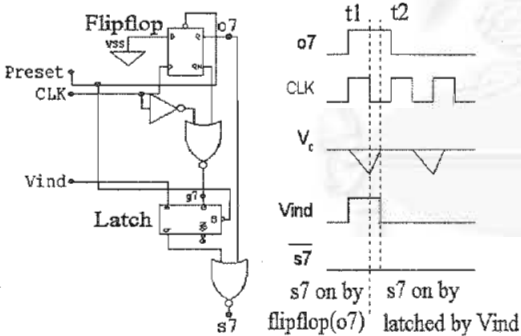 Flipflop
VSS
o7
Preset
CLK
Vind
g7
Latch
s7
t1 t2
o7
CLK
Vc
Vind
s7
s7 on by s7 on by
flipflop(o7) latched by Vind